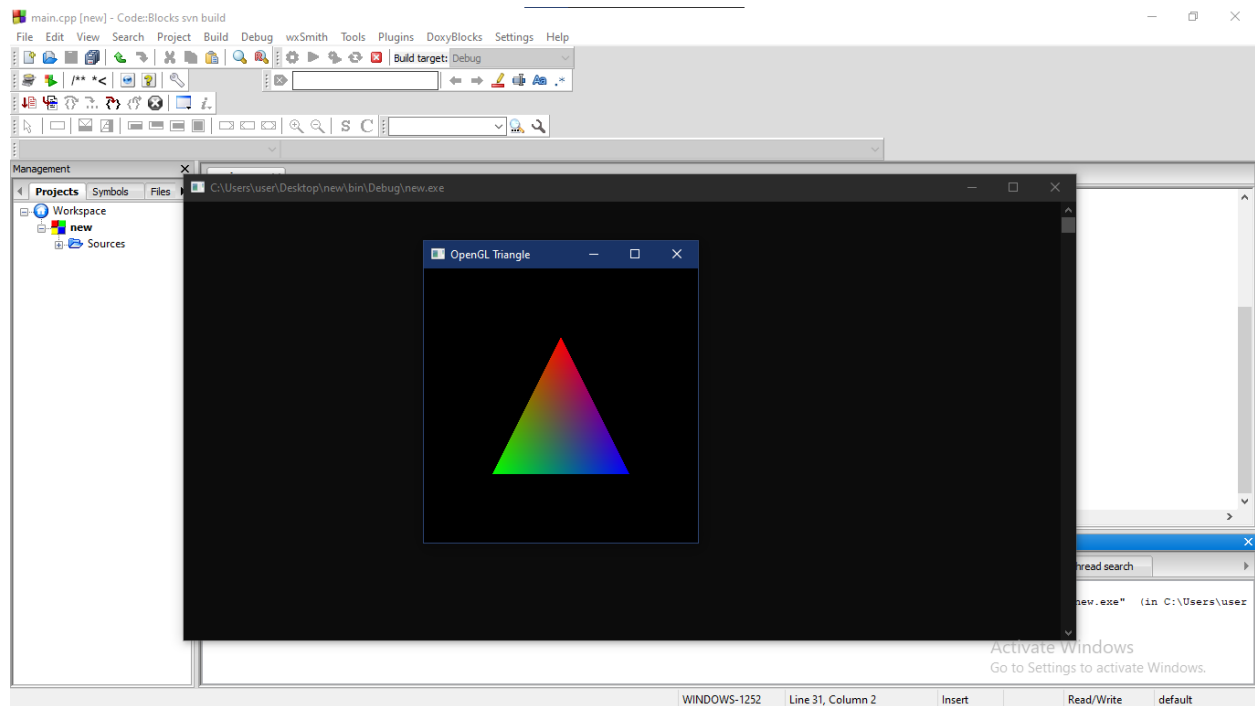 main.cpp [new] - Code::Blocks svn build
File Edit View Search Project Build Debug wxSmith Tools Plugins DoxyBlocks Settings Help
Build target: Debug
/** *<
Aa .*
i
S C
Management
Projects Symbols Files
C:\Users\user\Desktop\new\bin\Debug\new.exe
Workspace
new
Sources
OpenGL Triangle
hread search
new.exe" (in C:\Users\user
Activate Windows
Go to Settings to activate Windows.
WINDOWS-1252 Line 31, Column 2 Insert Read/Write default